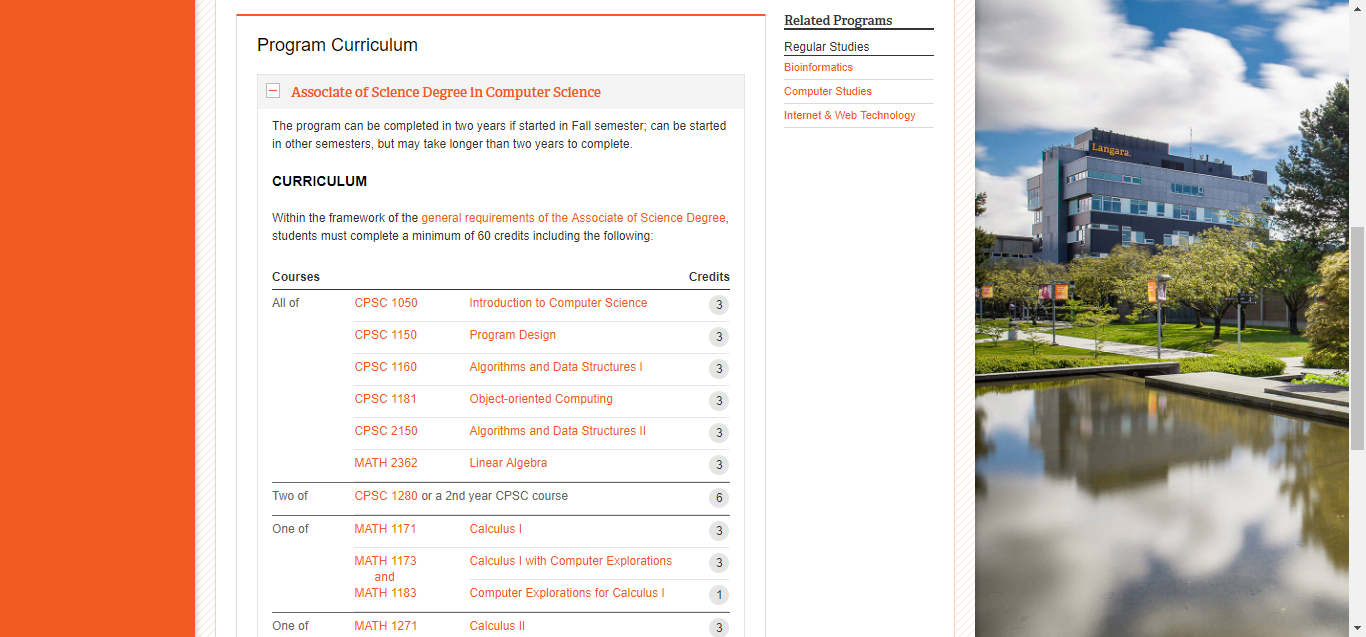 Program Curriculum
Associate of Science Degree in Computer Science
The program can be completed in two years if started in Fall semester; can be started
in other semesters, but may take longer than two years to complete.
CURRICULUM
Within the framework of the general requirements of the Associate of Science Degree,
students must complete a minimum of 60 credits including the following:
Courses Credits
All of CPSC 1050 Introduction to Computer Science 3
CPSC 1150 Program Design 3
CPSC 1160 Algorithms and Data Structures I 3
CPSC 1181 Object-oriented Computing 3
CPSC 2150 Algorithms and Data Structures II 3
MATH 2362 Linear Algebra 3
Two of CPSC 1280 or a 2nd year CPSC course 6
One of MATH 1171 Calculus I 3
MATH 1173 Calculus I with Computer Explorations 3
and
MATH 1183 Computer Explorations for Calculus I 1
One of MATH 1271 Calculus II 3
Related Programs
Regular Studies
Bioinformatics
Computer Studies
Internet & Web Technology
Langara.